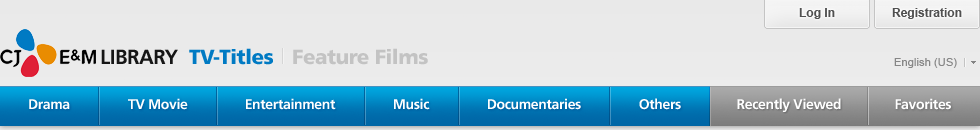 Log In Registration
CJ E&M LIBRARY TV-Titles Feature Films
English (US)
Drama TV Movie Entertainment Music Documentaries Others Recently Viewed Favorites